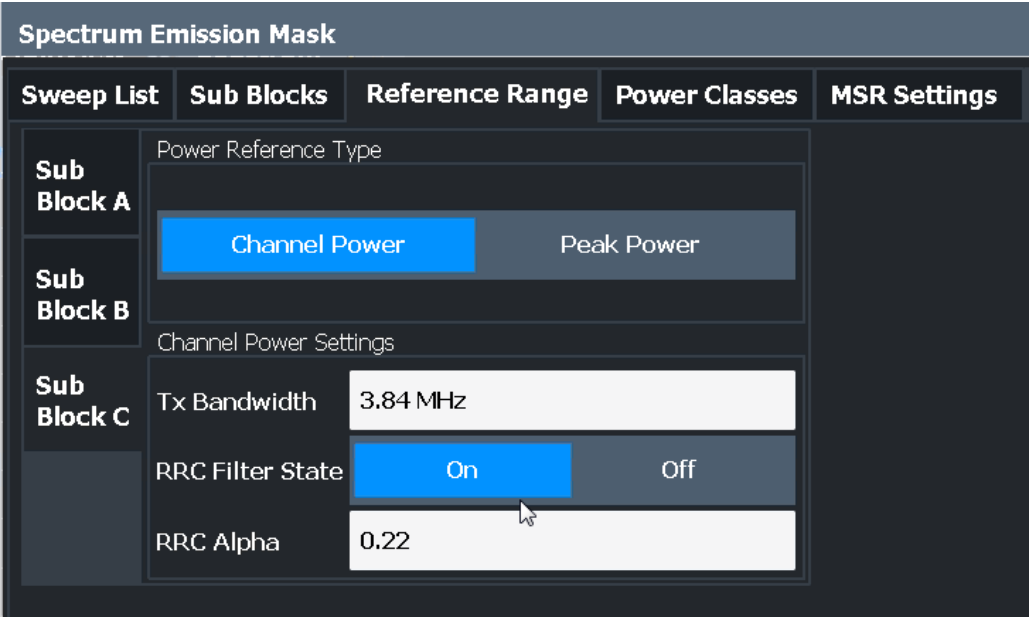 Spectrum Emission Mask
Sweep List
Sub Blocks
Reference Range
Power Classes
MSR Settings
Sub
Block A
Sub
Block B
Sub
Block C
Power Reference Type
Channel Power
Peak Power
Channel Power Settings
Tx Bandwidth
3.84 MHz
RRC Filter State
On
Off
RRC Alpha
0.22